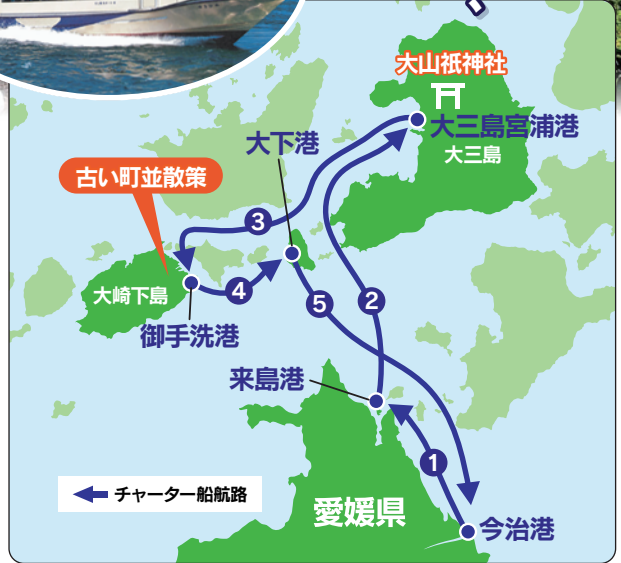 大山祇神社
大三島宮浦港
大三島
大下港
古い町並散策
3
大崎下島
4
5
2
御手洗港
来島港
1
チャーター船航路
愛媛県
今治港